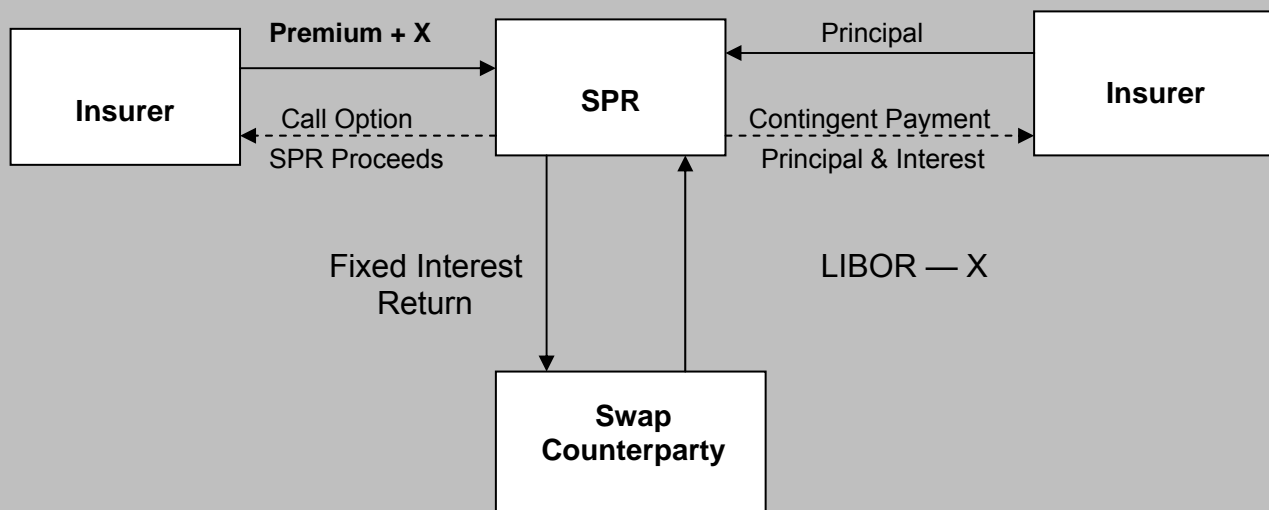 Premium + X
Principal
Insurer
SPR
Insurer
Call Option
SPR Proceeds
Contingent Payment
Principal & Interest
Fixed Interest
Return
LIBOR — X
Swap
Counterparty